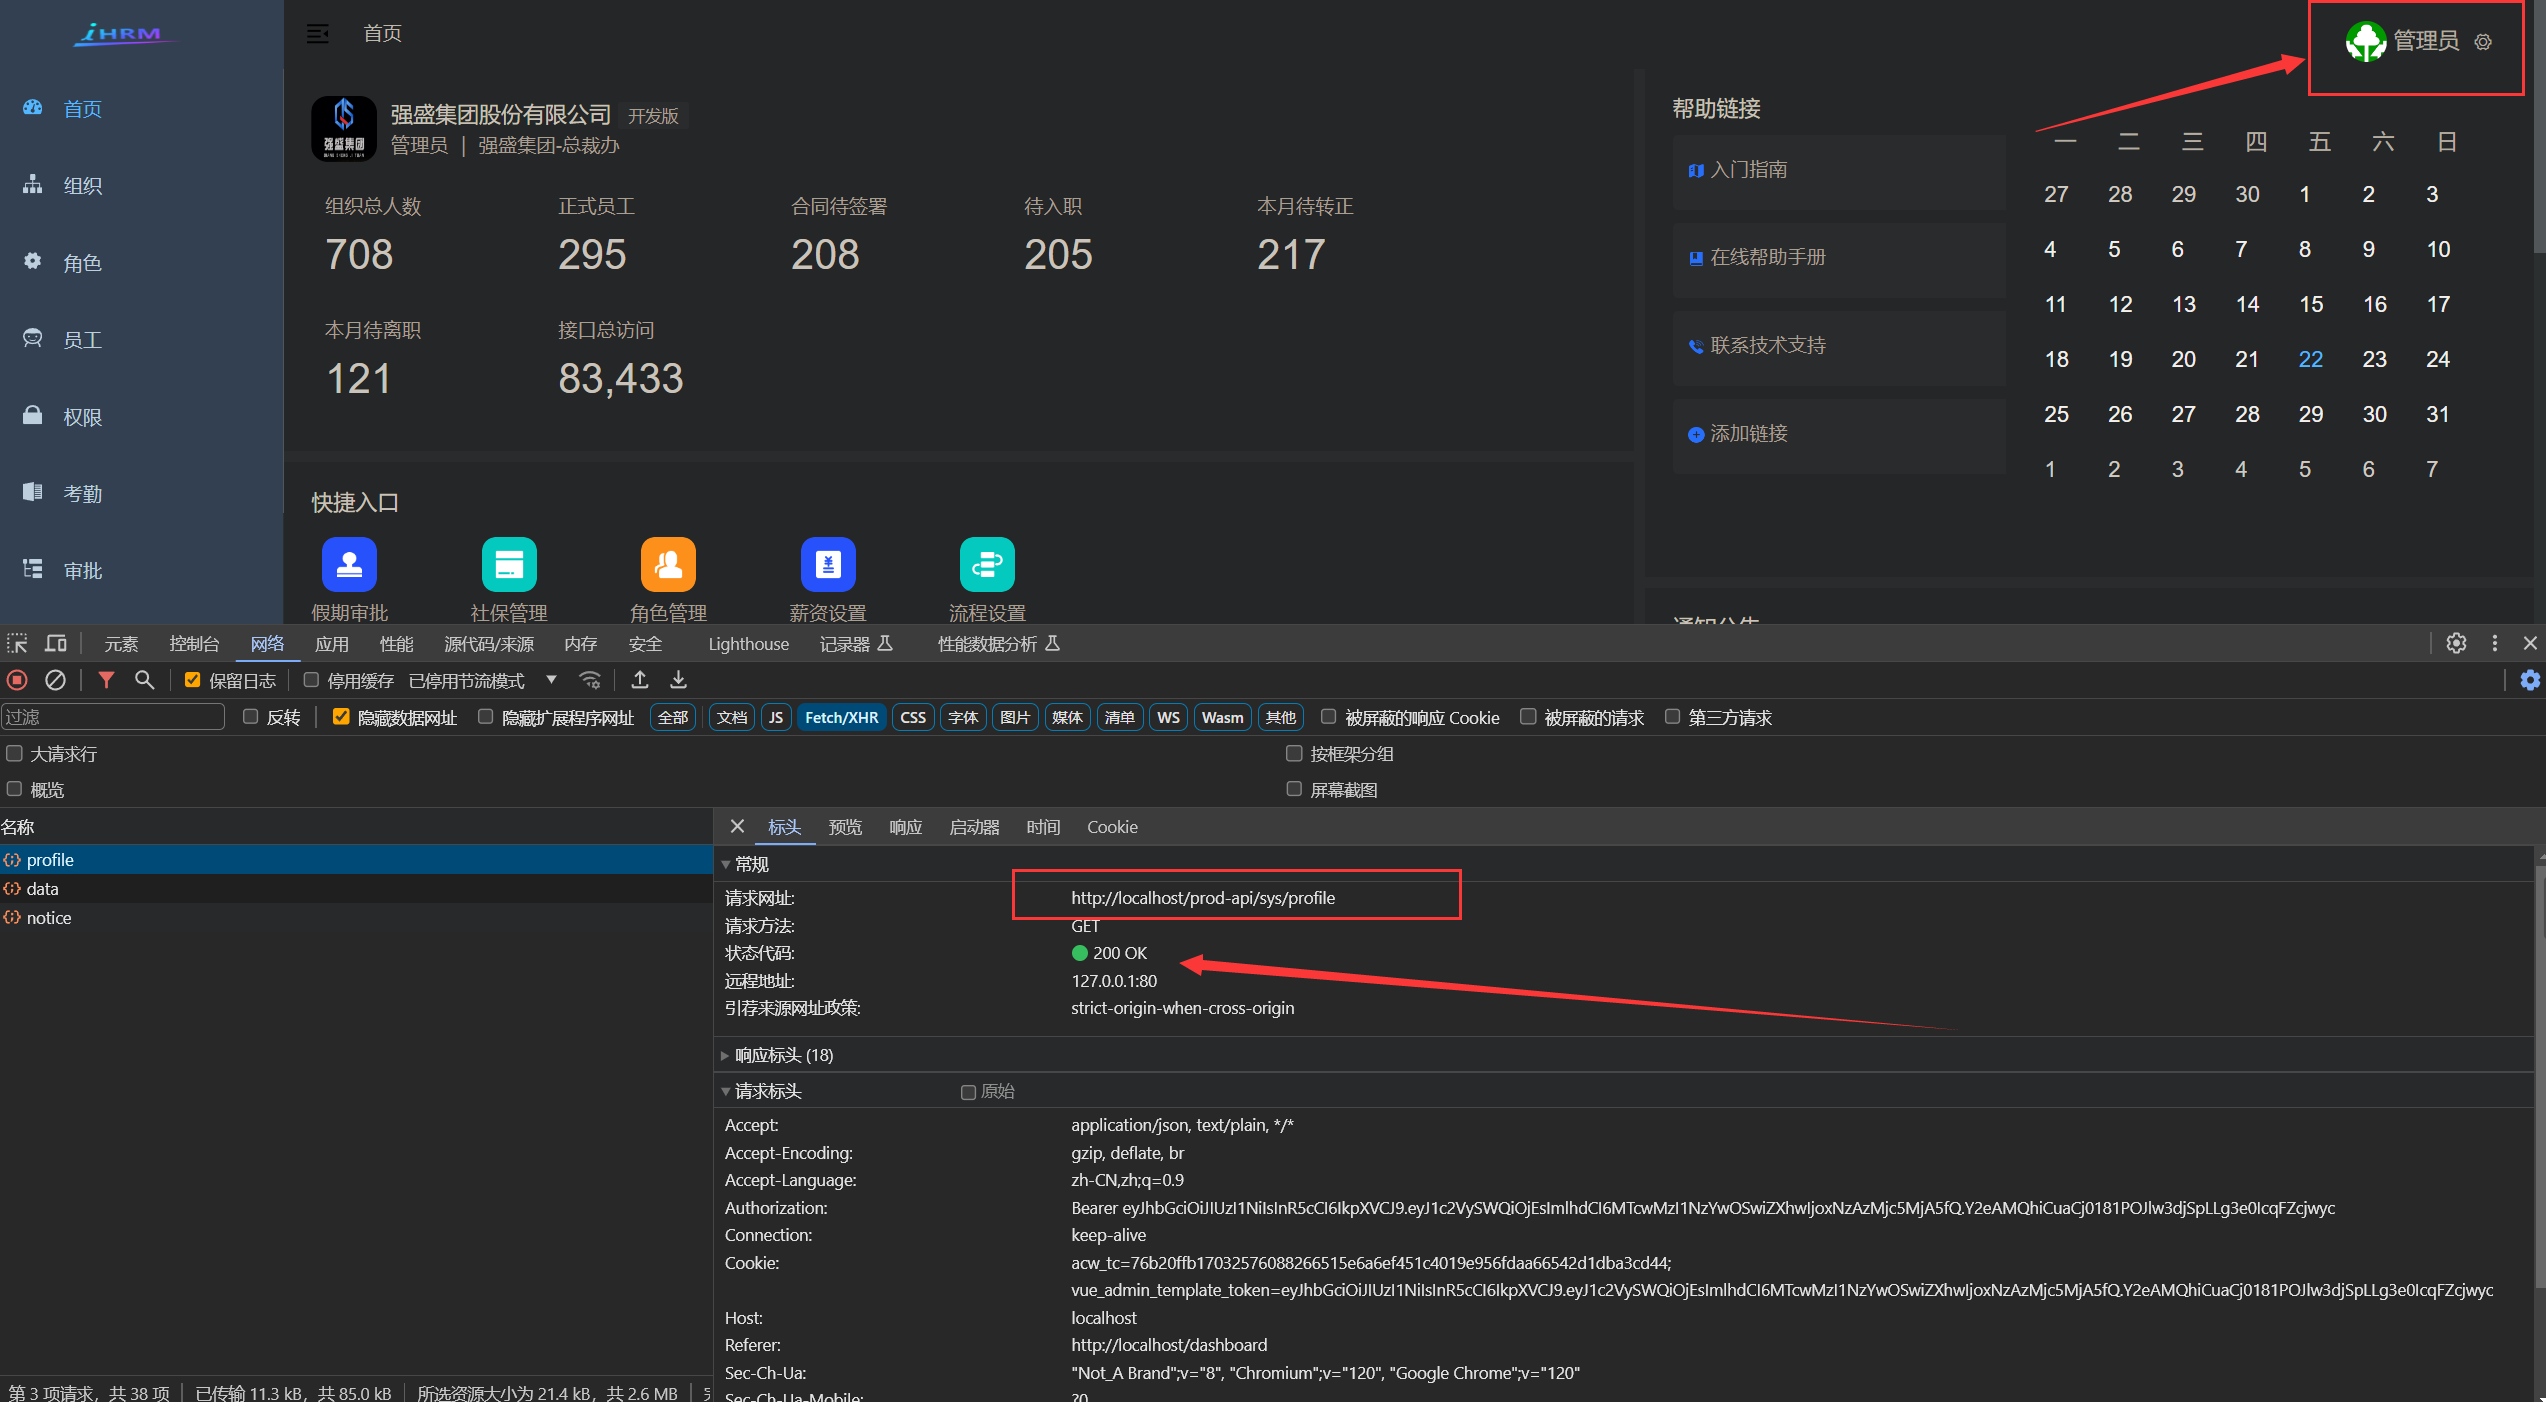 iHRM
首页
管理员
首页
组织
角色
员工
权限
考勤
审批
强盛集团
强盛集团股份有限公司 开发版
管理员 | 强盛集团-总裁办
组织总人数 正式员工 合同待签署 待入职 本月待转正
708 295 208 205 217
本月待离职 接口总访问
121 83,433
帮助链接
入门指南
在线帮助手册
联系技术支持
添加链接
一 二 三 四 五 六 日
27 28 29 30 1 2 3
4 5 6 7 8 9 10
11 12 13 14 15 16 17
18 19 20 21 22 23 24
25 26 27 28 29 30 31
1 2 3 4 5 6 7
快捷入口
假期审批 社保管理 角色管理 薪资设置 流程设置
通知公告
元素 控制台 网络 应用 性能 源代码/来源 内存 安全 Lighthouse 记录器 性能数据分析
保留日志 停用缓存 已停用节流模式
过滤 反转 隐藏数据网址 隐藏扩展程序网址 全部 文档 JS Fetch/XHR CSS 字体 图片 媒体 清单 WS Wasm 其他 被屏蔽的响应 Cookie 被屏蔽的请求 第三方请求
大请求行 按框架分组
概览 屏幕截图
名称
profile
data
notice
标头 预览 响应 启动器 时间 Cookie
常规
请求网址: http://localhost/prod-api/sys/profile
请求方法: GET
状态代码: 200 OK
远程地址: 127.0.0.1:80
引荐来源网址政策: strict-origin-when-cross-origin
响应标头 (18)
请求标头 原始
Accept: application/json, text/plain, */*
Accept-Encoding: gzip, deflate, br
Accept-Language: zh-CN,zh;q=0.9
Authorization: Bearer eyJhbGciOiJIUzI1NiIsInR5cCI6IkpXVCJ9.eyJ1c2VySWQiOjEsImlhdCI6MTcwMzI1NzYwOSwiZXhwIjoxNzAzMjc5MjA5fQ.Y2eAMQhiCuaCj0181POJlw3djSpLLg3e0IcqFZcjwyc
Connection: keep-alive
Cookie: acw_tc=76b20ffb17032576088266515e6a6ef451c4019e956fdaa66542d1dba3cd44;
vue_admin_template_token=eyJhbGciOiJIUzI1NiIsInR5cCI6IkpXVCJ9.eyJ1c2VySWQiOjEsImlhdCI6MTcwMzI1NzYwOSwiZXhwIjoxNzAzMjc5MjA5fQ.Y2eAMQhiCuaCj0181POJlw3djSpLLg3e0IcqFZcjwyc
Host: localhost
Referer: http://localhost/dashboard
Sec-Ch-Ua: "Not_A Brand";v="8", "Chromium";v="120", "Google Chrome";v="120"
Sec-Ch-Ua-Mobile: ?0
第 3 项请求，共 38 项 已传输 11.3 kB，共 85.0 kB 所选资源大小为 21.4 kB，共 2.6 MB